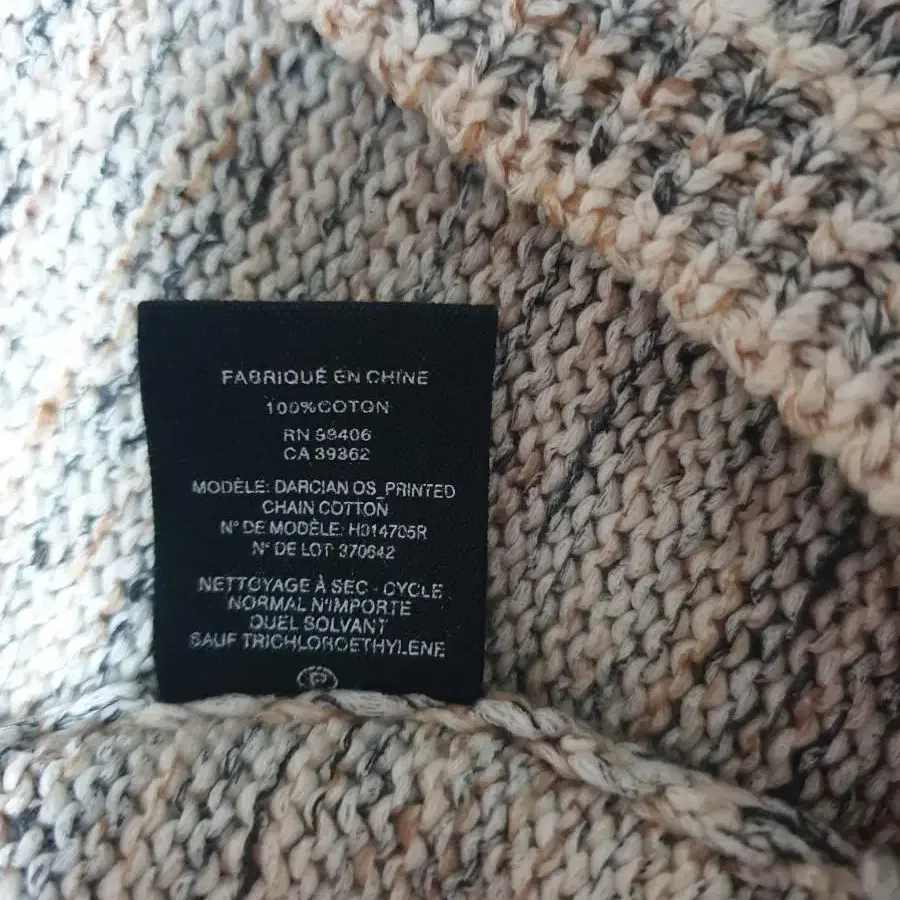 FABRIQUÉ EN CHINE
100%COTON
RN 58406
CA 39362
MODÈLE: DARCIAN OS_PRINTED
CHAIN COTTON
N° DE MODÈLE: H014705R
N° DE LOT 370642
NETTOYAGE À SEC - CYCLE
NORMAL N'IMPORTE
QUEL SOLVANT
SAUF TRICHLOROETHYLENE
P